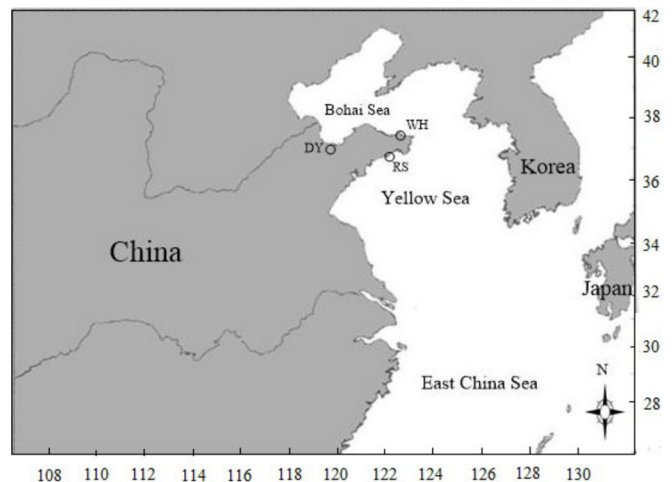 42
40
38
36
34
32
30
28
Bohai Sea
WH
DY
RS
Korea
Yellow Sea
China
Japan
East China Sea
N
108 110 112 114 116 118 120 122 124 126 128 130